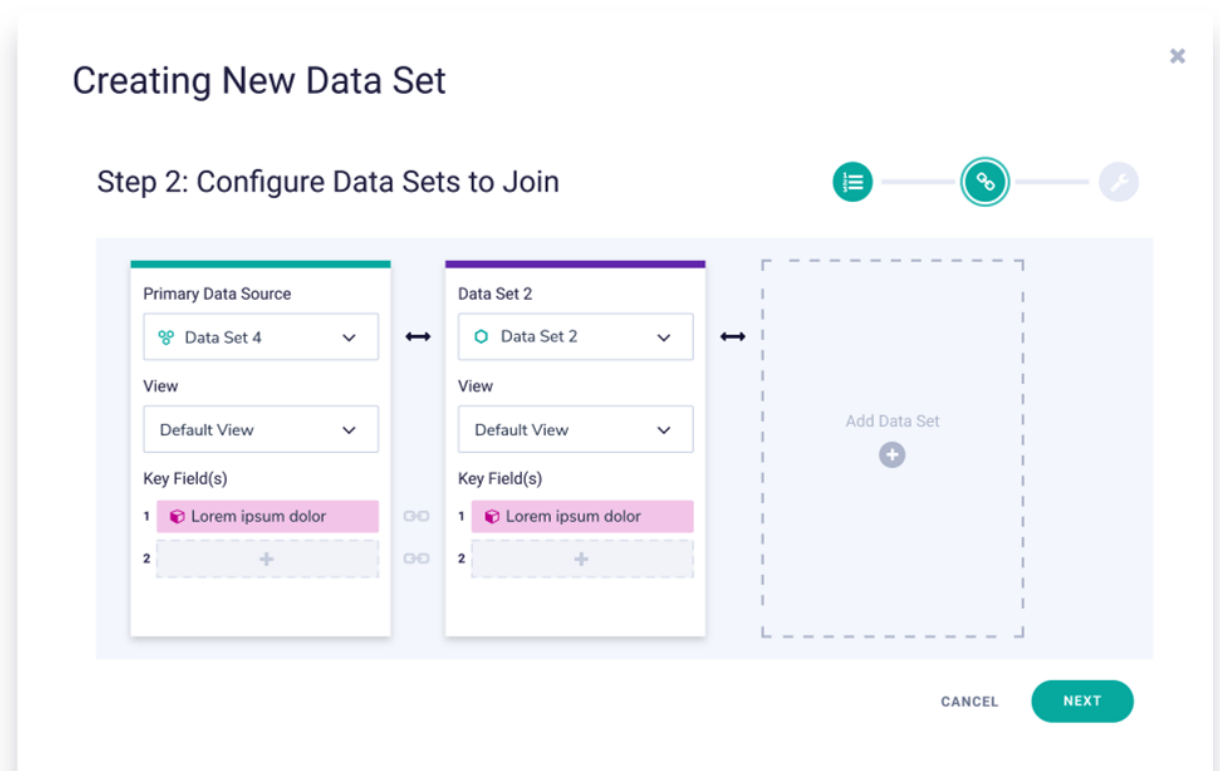 Creating New Data Set
Step 2: Configure Data Sets to Join
Primary Data Source
Data Set 4
View
Default View
Key Field(s)
1 Lorem ipsum dolor
2
Data Set 2
Data Set 2
View
Default View
Key Field(s)
1 Lorem ipsum dolor
2
Add Data Set
CANCEL NEXT